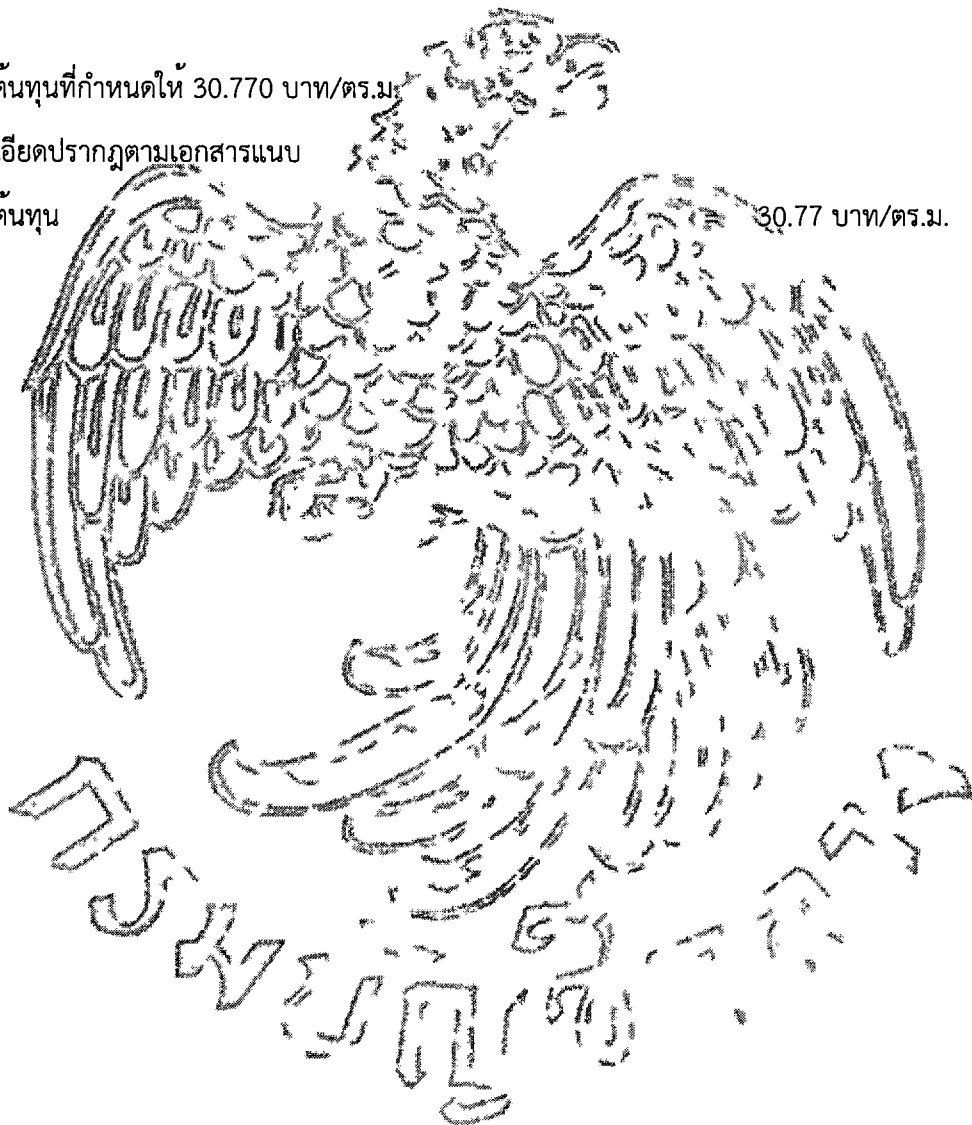 ต้นทุนที่กำหนดให้ 30.770 บาท/ตร.ม.
เอียดปรากฏตามเอกสารแนบ
ต้นทุน = 30.77 บาท/ตร.ม.